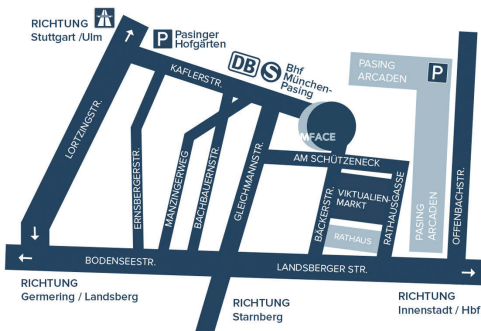 RICHTUNG
Stuttgart /Ulm
P
Pasinger
Hofgärten
DB
S
Bhf
München-
Pasing
KAFLERSTR.
PASING
ARCADEN
P
LORTZINGSTR.
ERNSBERGERSTR.
MANZINGERWEG
BACHBAUERNSTR.
GLEICHMANNSTR.
MFACE
AM SCHÜTZENECK
VIKTUALIEN-
MARKT
BÄCKERSTR.
RATHAUSGASSE
RATHAUS
PASING
ARCADEN
OFFENBACHSTR.
BODENSEESTR.
LANDSBERGER STR.
RICHTUNG
Germering / Landsberg
RICHTUNG
Starnberg
RICHTUNG
Innenstadt / Hbf